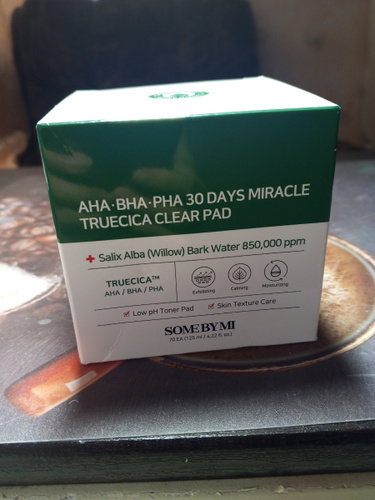 AHA·BHA·PHA 30 DAYS MIRACLE
TRUECICA CLEAR PAD
Salix Alba (Willow) Bark Water 850,000 ppm
TRUECICA™
AHA / BHA / PHA
Exfoliating
Calming
Moisturizing
Low pH Toner Pad
Skin Texture Care
SOME BY MI
70 EA (125 ml / 4.22 fl. oz.)